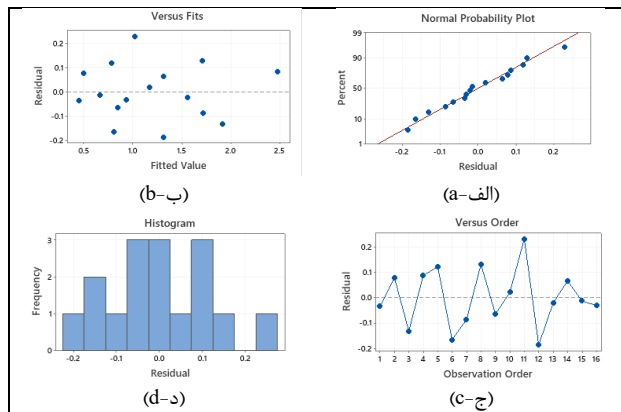 Versus Fits
Residual
0.2
0.1
0.0
-0.1
-0.2
0.5 1.0 1.5 2.0 2.5
Fitted Value
(ب-b)
Normal Probability Plot
Percent
99
90
50
10
1
-0.2 -0.1 0.0 0.1 0.2
Residual
(الف-a)
Histogram
Frequency
3
2
1
0
-0.2 -0.1 0.0 0.1 0.2
Residual
(د-d)
Versus Order
Residual
0.2
0.1
0.0
-0.1
-0.2
1 2 3 4 5 6 7 8 9 10 11 12 13 14 15 16
Observation Order
(ج-c)